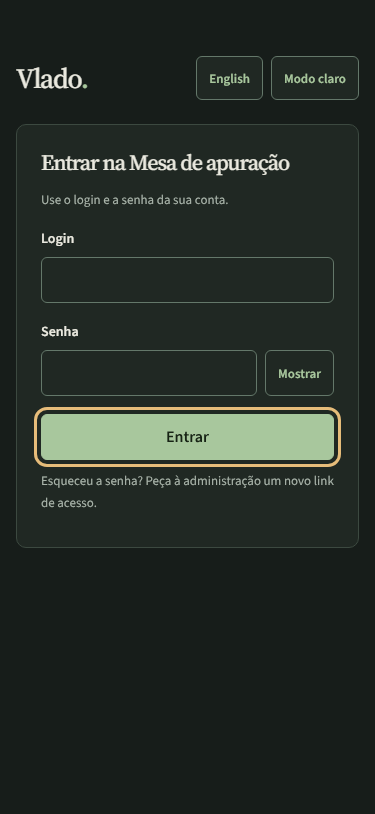 Vlado.
English
Modo claro
Entrar na Mesa de apuração
Use o login e a senha da sua conta.
Login
Senha
Mostrar
Entrar
Esqueceu a senha? Peça à administração um novo link
de acesso.